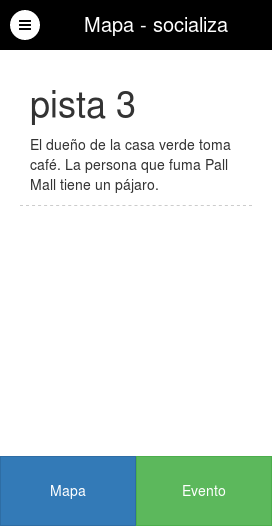 Mapa - socializa
pista 3
El dueño de la casa verde toma
café. La persona que fuma Pall
Mall tiene un pájaro.
Mapa
Evento